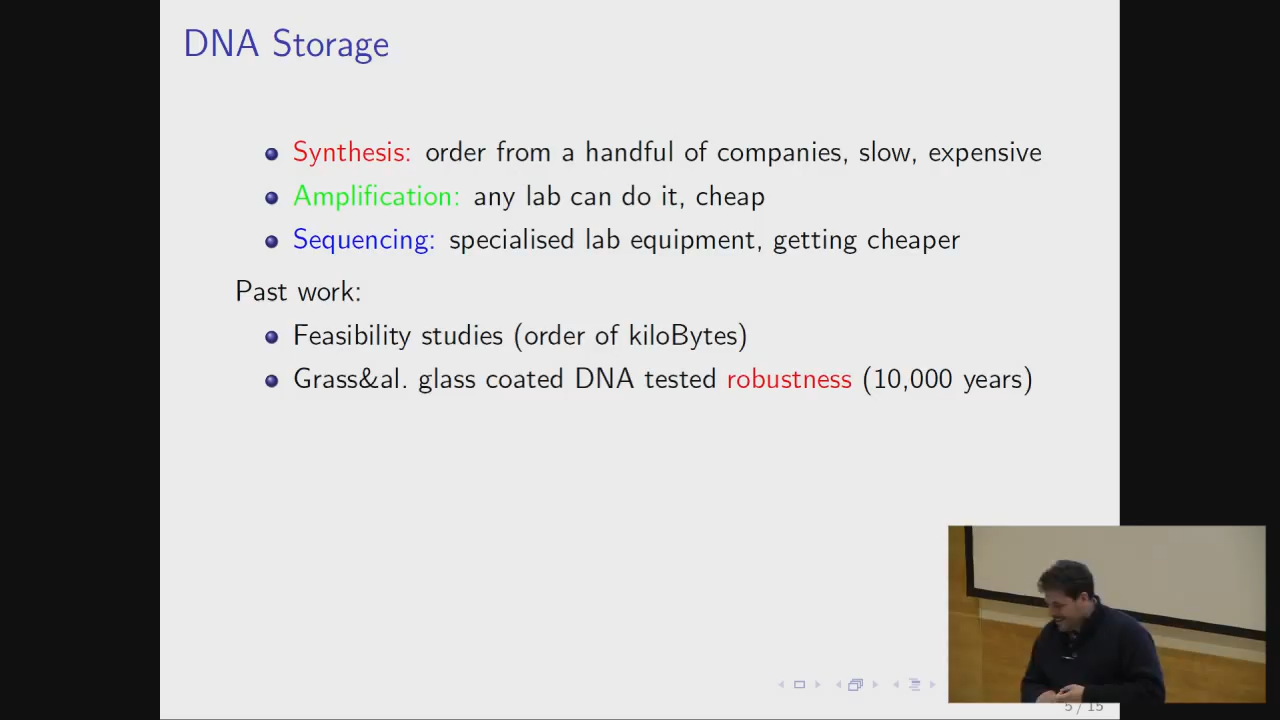 DNA Storage
Synthesis: order from a handful of companies, slow, expensive
Amplification: any lab can do it, cheap
Sequencing: specialised lab equipment, getting cheaper
Past work:
Feasibility studies (order of kiloBytes)
Grass&al. glass coated DNA tested robustness (10,000 years)
5 / 15